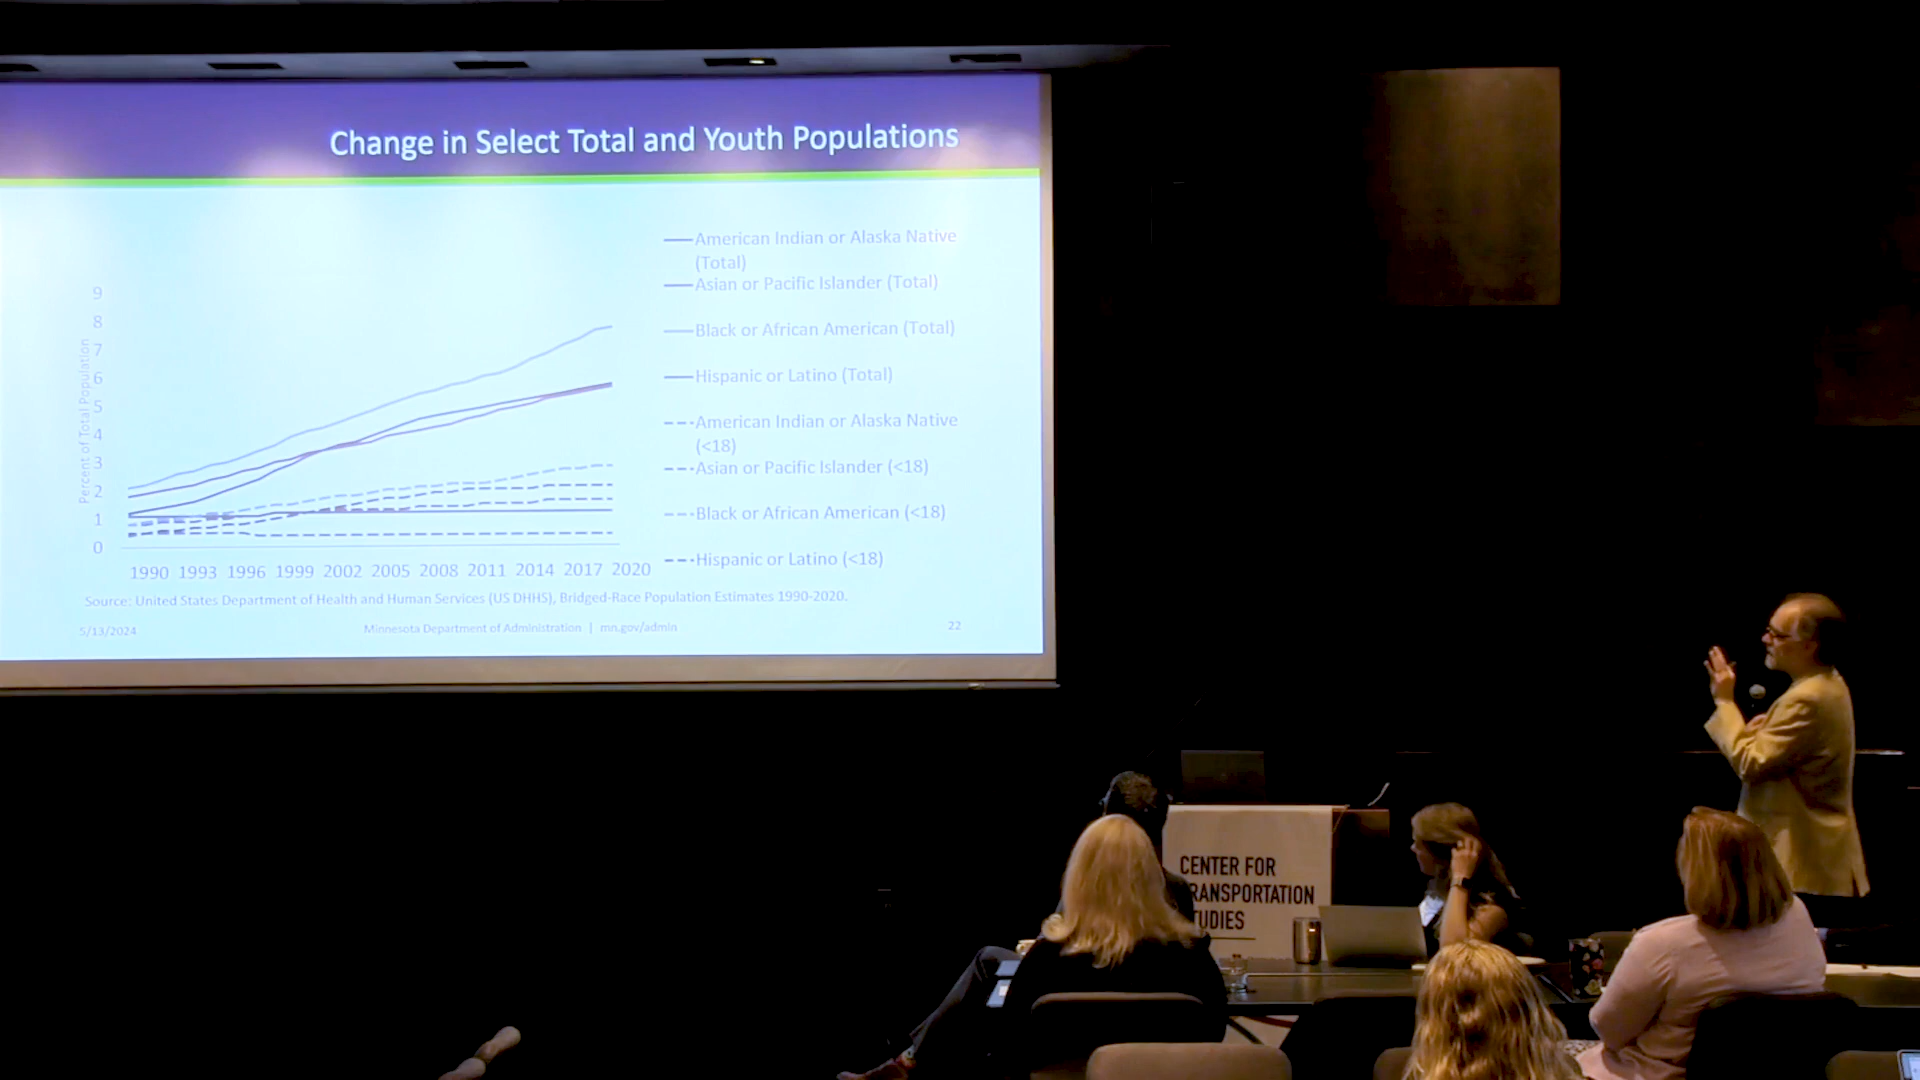 Change in Select Total and Youth Populations
American Indian or Alaska Native
(Total)
Asian or Pacific Islander (Total)
Black or African American (Total)
Hispanic or Latino (Total)
American Indian or Alaska Native
(<18)
Asian or Pacific Islander (<18)
Black or African American (<18)
Hispanic or Latino (<18)
Percent of Total Population
9
8
7
6
5
4
3
2
1
0
1990 1993 1996 1999 2002 2005 2008 2011 2014 2017 2020
Source: United States Department of Health and Human Services (US DHHS), Bridged-Race Population Estimates 1990-2020.
5/13/2024 Minnesota Department of Administration | mn.gov/admin 22
CENTER FOR
RANSPORTATION
TUDIES